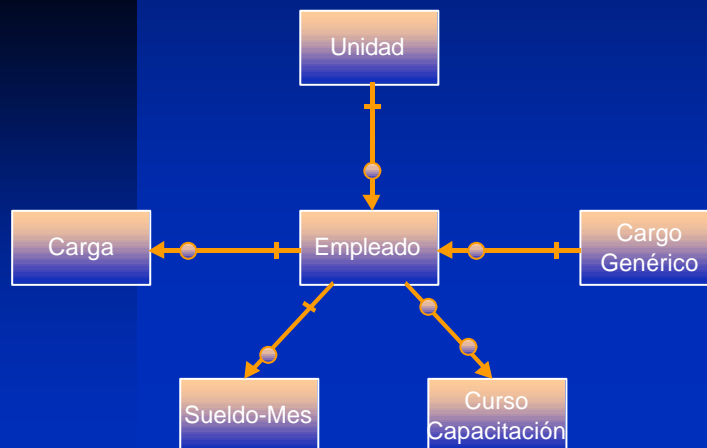 Unidad
Carga
Empleado
Cargo
Genérico
Sueldo-Mes
Curso
Capacitación